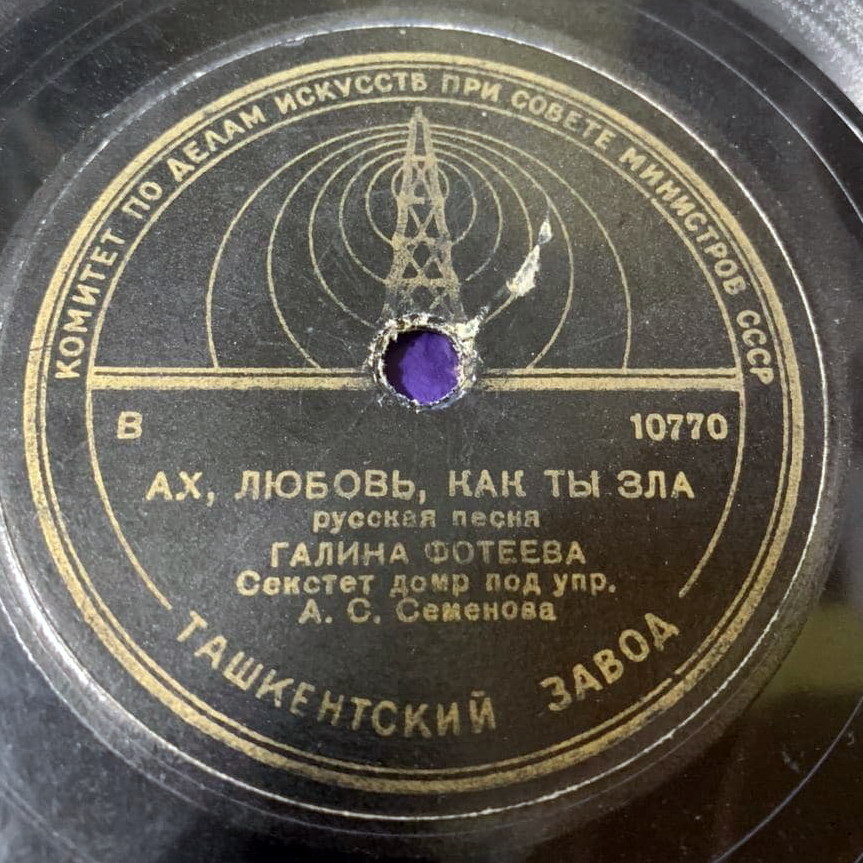 КОМИТЕТ ПО ДЕЛАМ ИСКУССТВ ПРИ СОВЕТЕ МИНИСТРОВ СССР
В 10770
АХ, ЛЮБОВЬ, КАК ТЫ ЗЛА
русская песня
ГАЛИНА ФОТЕЕВА
Секстет домр под упр.
А. С. Семенова
ТАШКЕНТСКИЙ ЗАВОД